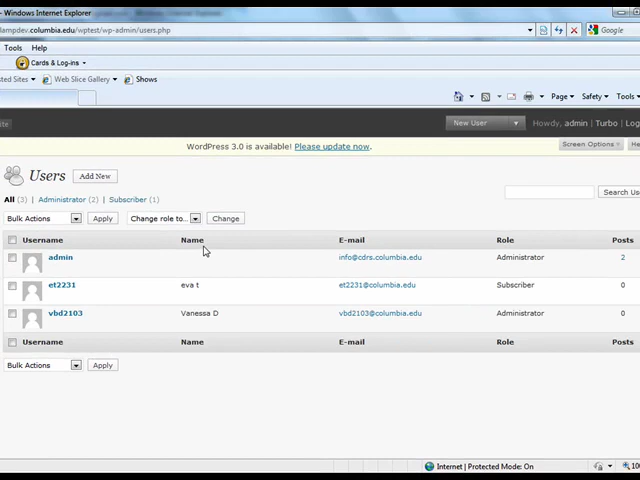 - Windows Internet Explorer
lampdev.columbia.edu/wptest/wp-admin/users.php
Google
Tools Help
Cards & Log-ins
sted Sites Web Slice Gallery Shows
Page Safety Tools
New User Howdy, admin Turbo Log
WordPress 3.0 is available! Please update now.
Screen Options He
Users Add New
All (3) Administrator (2) Subscriber (1)
Search Use
Bulk Actions Apply Change role to... Change
Username Name E-mail Role Posts
admin info@cdrs.columbia.edu Administrator 2
et2231 eva t et2231@columbia.edu Subscriber 0
vbd2103 Vanessa D vbd2103@columbia.edu Administrator 0
Username Name E-mail Role Posts
Bulk Actions Apply
Internet | Protected Mode: On